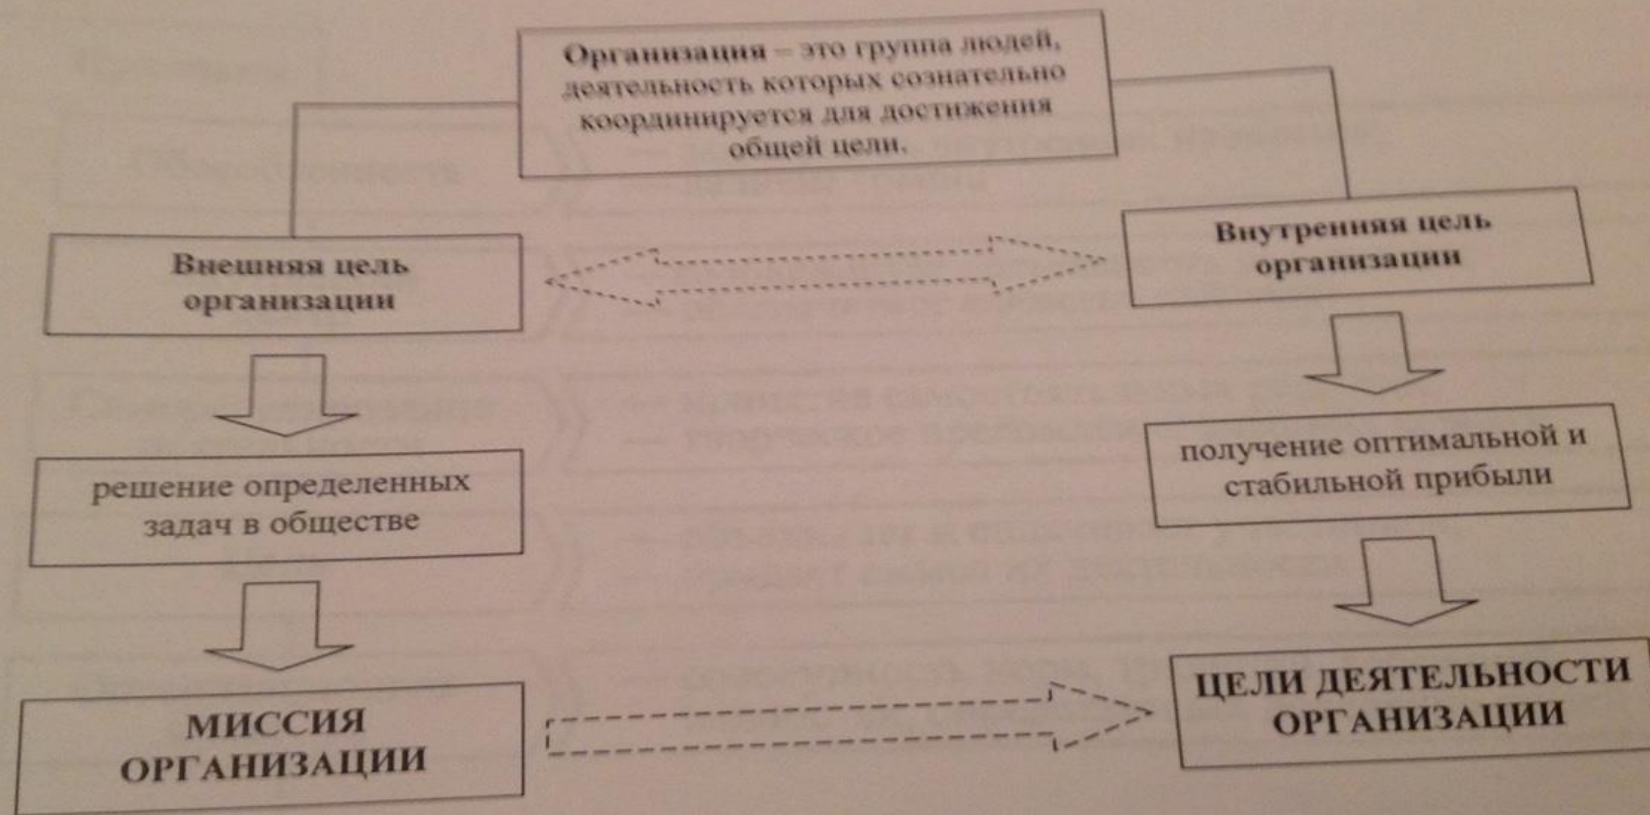 Организация – это группа людей,
деятельность которых сознательно
координируется для достижения
общей цели.
Внешняя цель
организации
Внутренняя цель
организации
решение определенных
задач в обществе
получение оптимальной и
стабильной прибыли
МИССИЯ
ОРГАНИЗАЦИИ
ЦЕЛИ ДЕЯТЕЛЬНОСТИ
ОРГАНИЗАЦИИ